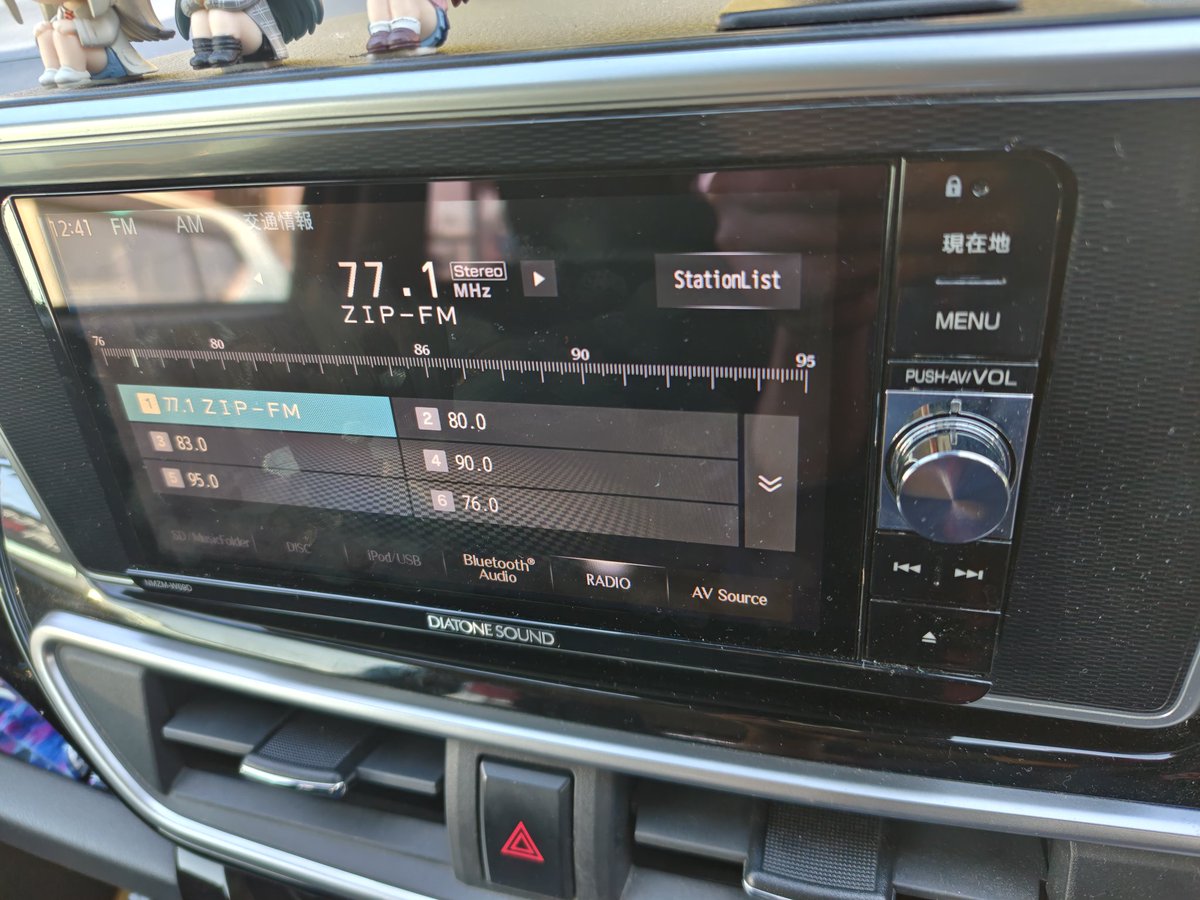 12:41 FM AM 交通情報
77.1 Stereo MHz
StationList
ZIP-FM
76 80 86 90 95
1 77.1 ZIP-FM
2 80.0
3 83.0
4 90.0
5 95.0
6 76.0
SD/MusicFolder DISC iPod/USB Bluetooth® Audio RADIO AV Source
NMZM-W69D
DIATONE SOUND
現在地
MENU
PUSH-AV/VOL